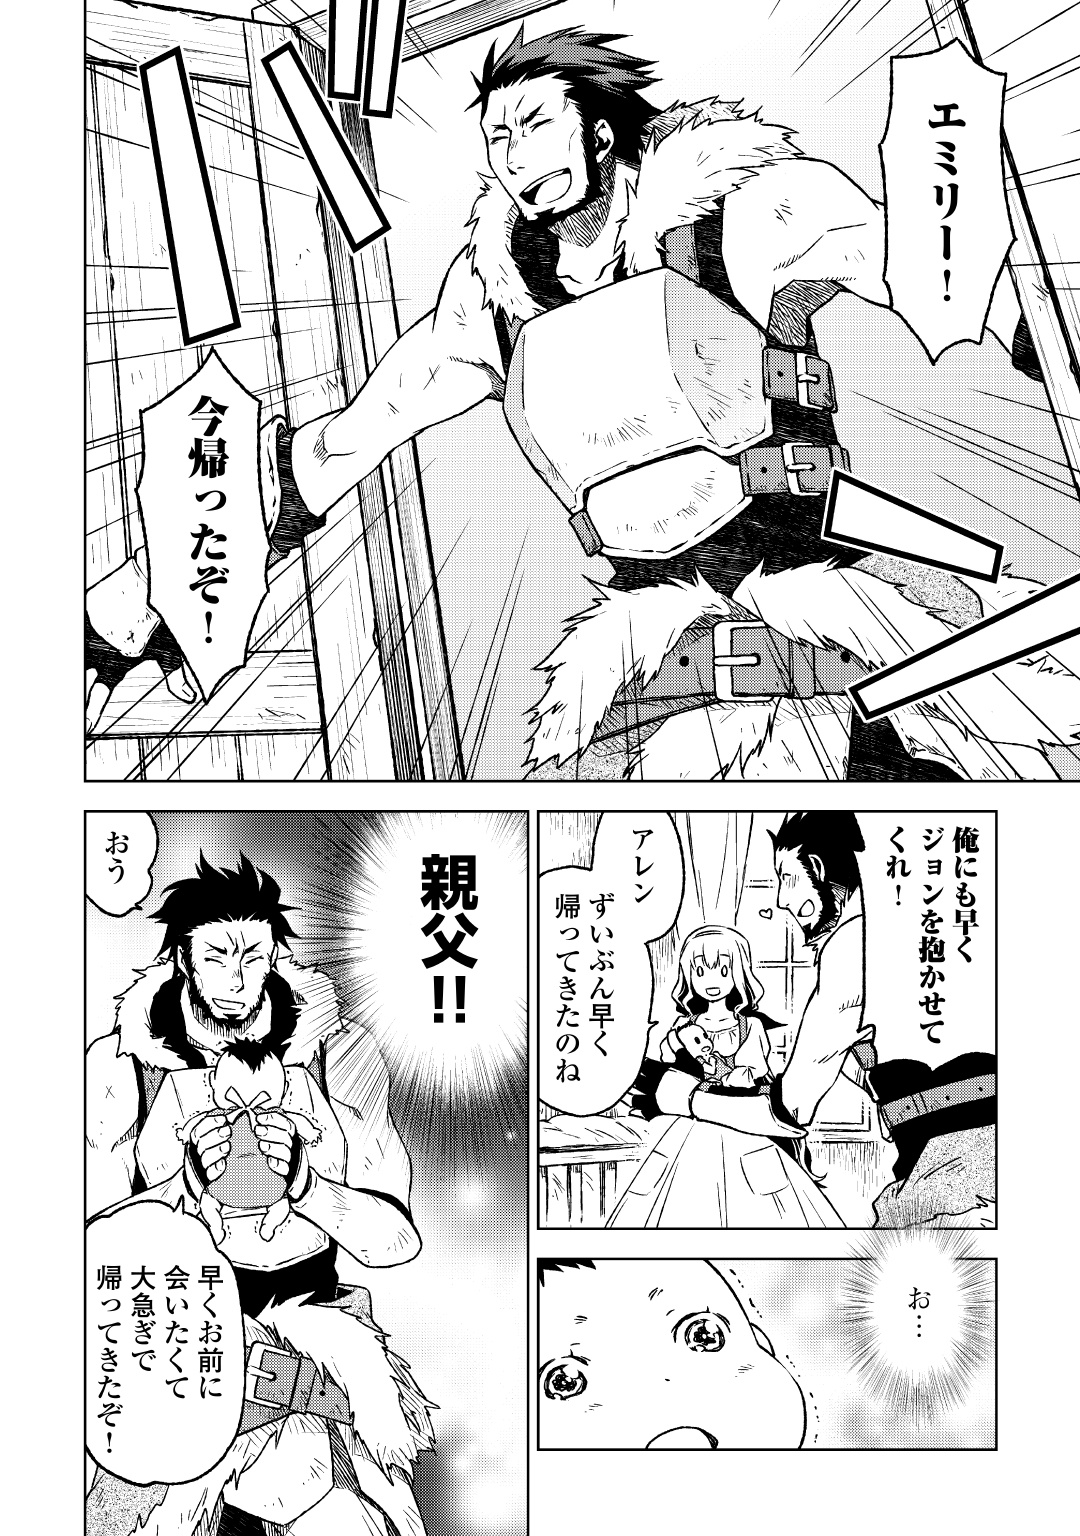 エミリー！
今帰ったぞ！
俺にも早く
ジョンを抱かせて
くれ！
アレン
ずいぶん早く
帰ってきたのね
お…
親父!!
おう
早くお前に
会いたくて
大急ぎで
帰ってきたぞ！